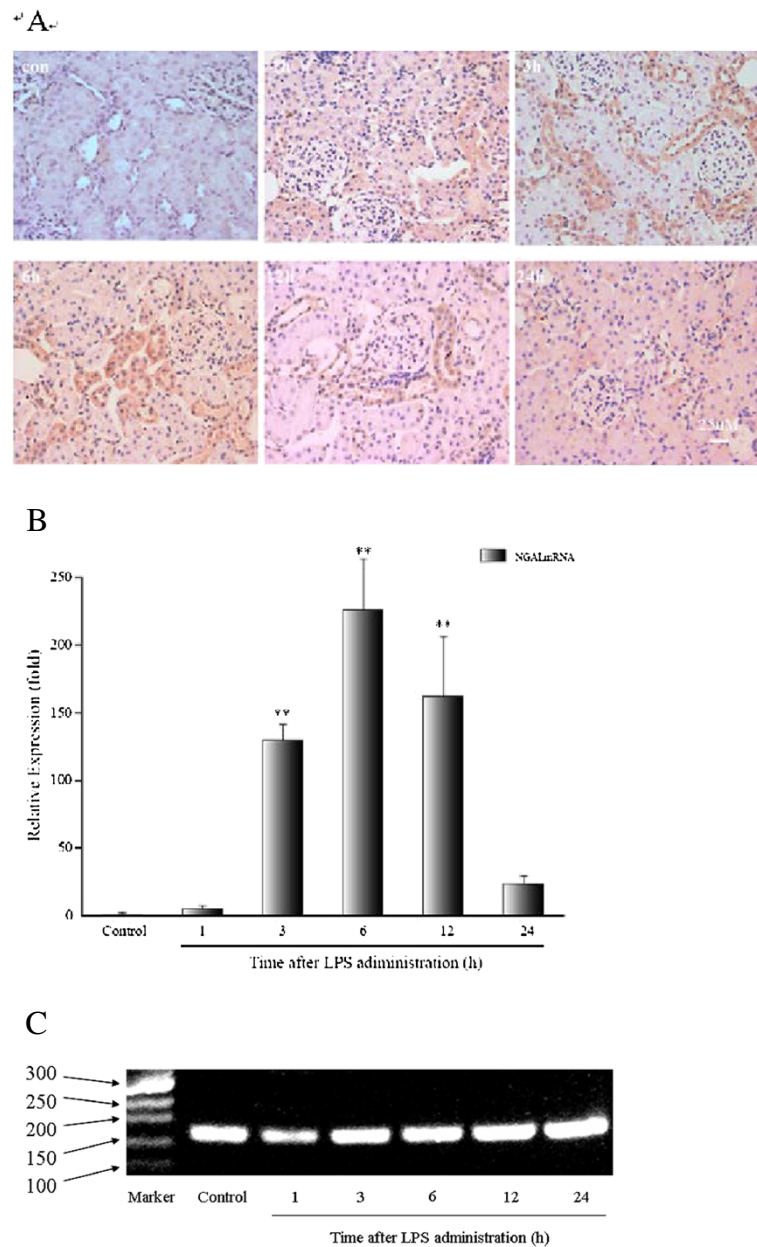 A
con
3h
6h
24h
25uM
B
NGALmRNA
Relative Expression (fold)
250
200
150
100
50
0
**
**
**
Control 1 3 6 12 24
Time after LPS adiministration (h)
C
300
250
200
150
100
Marker Control 1 3 6 12 24
Time after LPS administration (h)